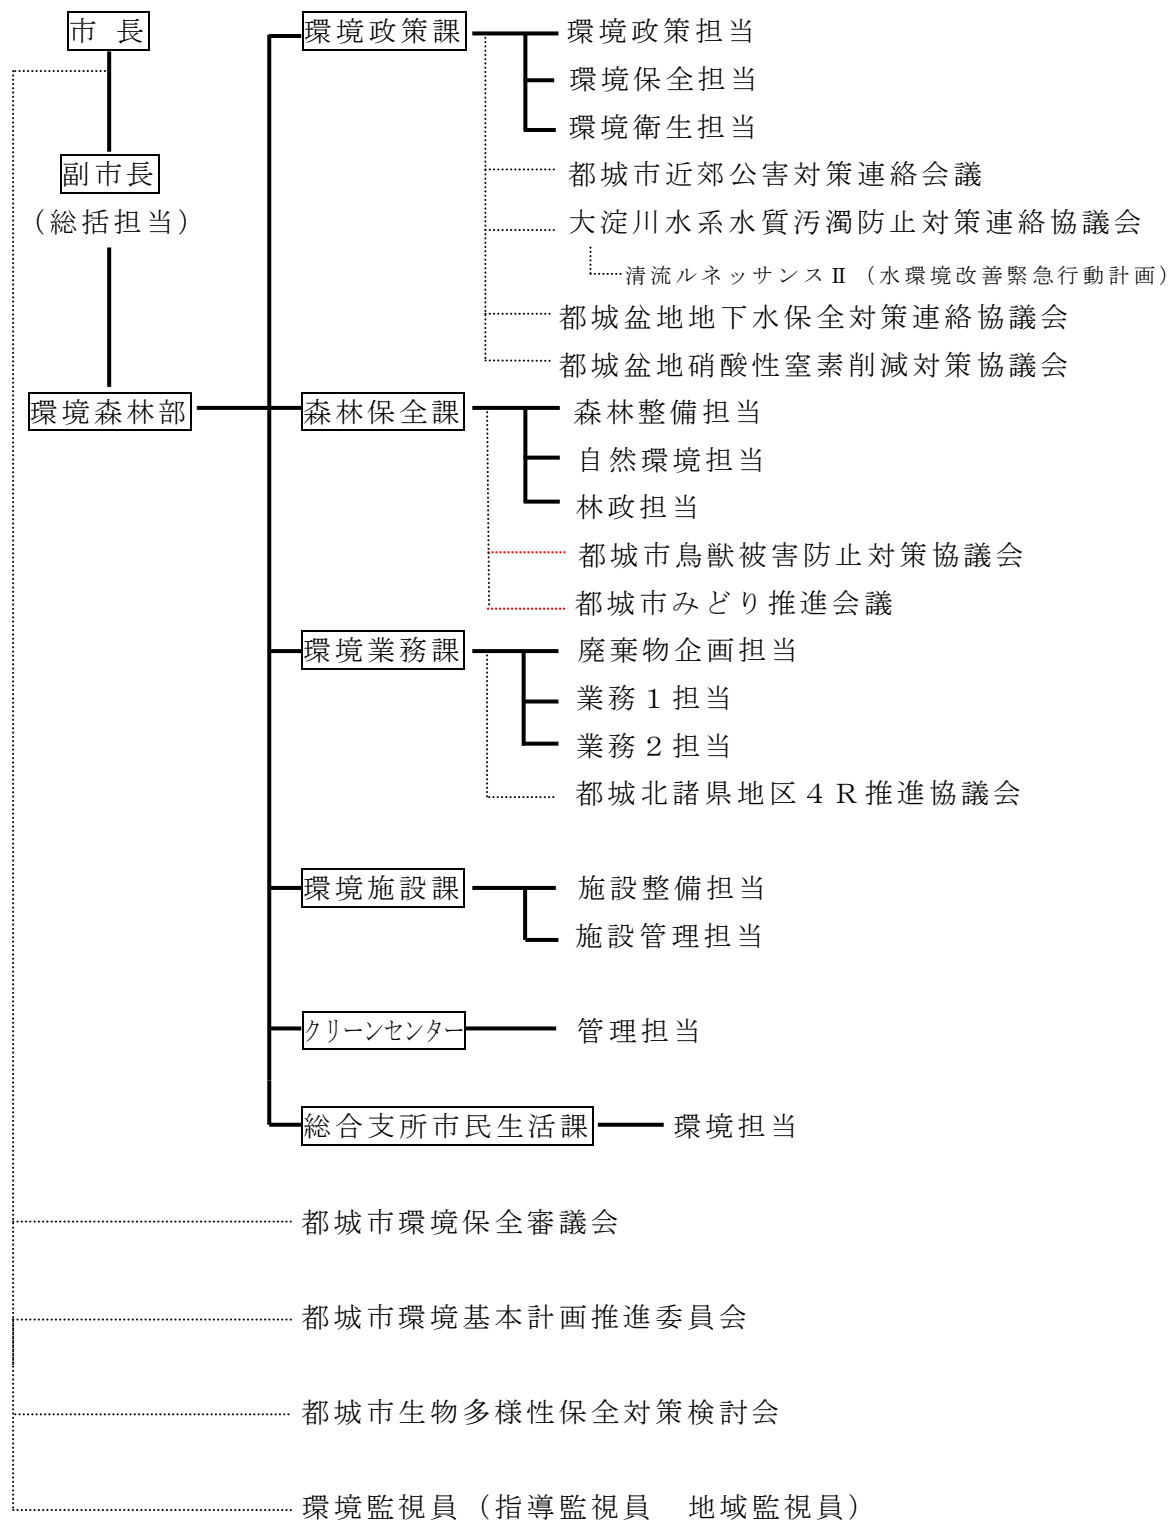 市 長
副市長
（総括担当）
環境森林部
環境政策課
環境政策担当
環境保全担当
環境衛生担当
都城市近郊公害対策連絡会議
大淀川水系水質汚濁防止対策連絡協議会
清流ルネッサンスⅡ（水環境改善緊急行動計画）
都城盆地地下水保全対策連絡協議会
都城盆地硝酸性窒素削減対策協議会
森林保全課
森林整備担当
自然環境担当
林政担当
都城市鳥獣被害防止対策協議会
都城市みどり推進会議
環境業務課
廃棄物企画担当
業務１担当
業務２担当
都城北諸県地区４Ｒ推進協議会
環境施設課
施設整備担当
施設管理担当
クリーンセンター
管理担当
総合支所市民生活課
環境担当
都城市環境保全審議会
都城市環境基本計画推進委員会
都城市生物多様性保全対策検討会
環境監視員（指導監視員　地域監視員）